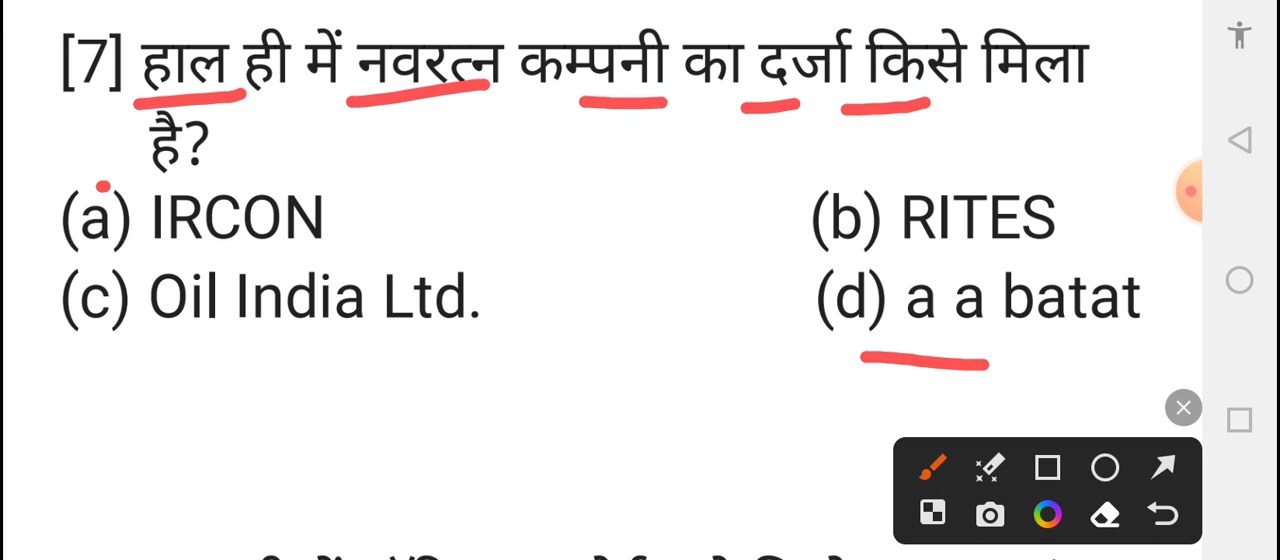 [7] हाल ही में नवरत्न कम्पनी का दर्जा किसे मिला
है?
(a) IRCON (b) RITES
(c) Oil India Ltd. (d) a a batat